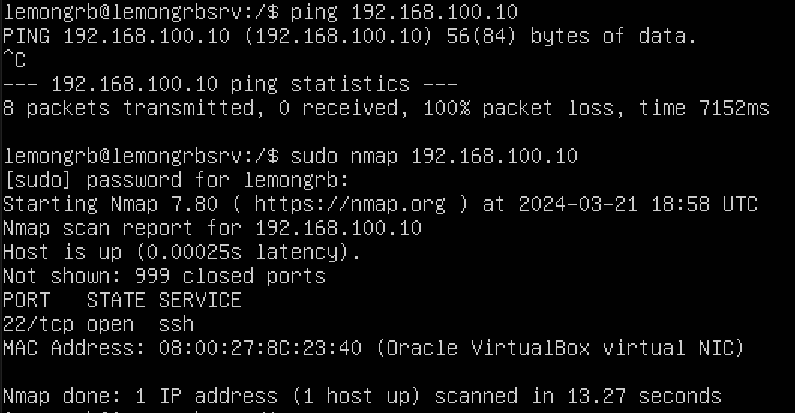 lemongrb@lemongrbsrv:/$ ping 192.168.100.10
PING 192.168.100.10 (192.168.100.10) 56(84) bytes of data.
^C
--- 192.168.100.10 ping statistics ---
8 packets transmitted, 0 received, 100% packet loss, time 7152ms

lemongrb@lemongrbsrv:/$ sudo nmap 192.168.100.10
[sudo] password for lemongrb:
Starting Nmap 7.80 ( https://nmap.org ) at 2024-03-21 18:58 UTC
Nmap scan report for 192.168.100.10
Host is up (0.00025s latency).
Not shown: 999 closed ports
PORT   STATE SERVICE
22/tcp open  ssh
MAC Address: 08:00:27:8C:23:40 (Oracle VirtualBox virtual NIC)

Nmap done: 1 IP address (1 host up) scanned in 13.27 seconds